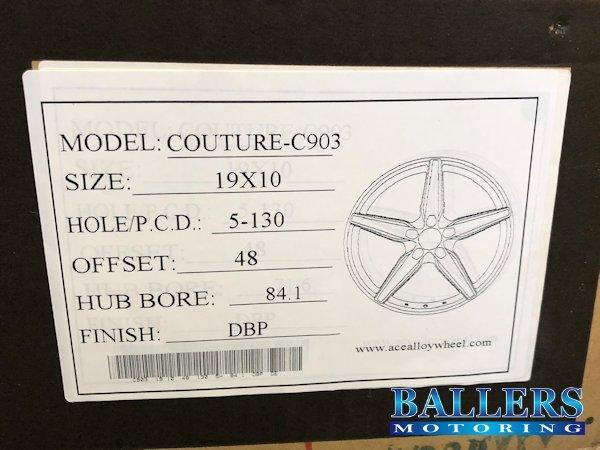 MODEL: COUTURE-C903
SIZE: 19X10
HOLE/P.C.D.: 5-130
OFFSET: 48
HUB BORE: 84.1
FINISH: DBP
www.acealloywheel.com
BALLERS
MOTORING